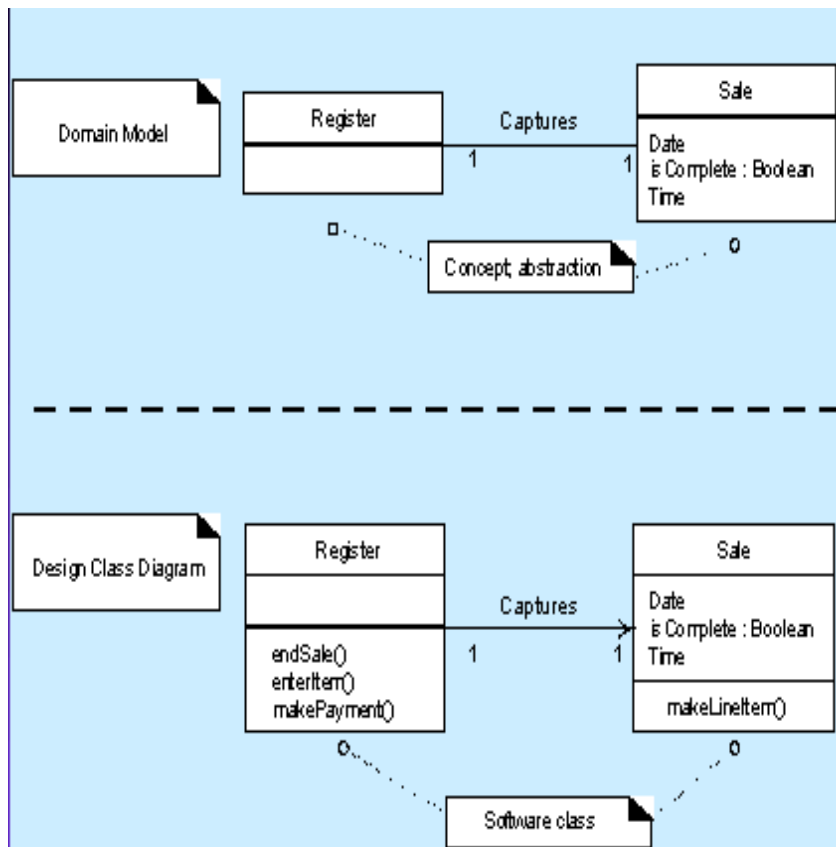 Domain Model
Register
Captures
1
1
Sale
Date
is Complete : Boolean
Time
Concept; abstraction
Design Class Diagram
Register
endSale()
enterItem()
makePayment()
Captures
1
1
Sale
Date
is Complete : Boolean
Time
makeLineItem()
Software class